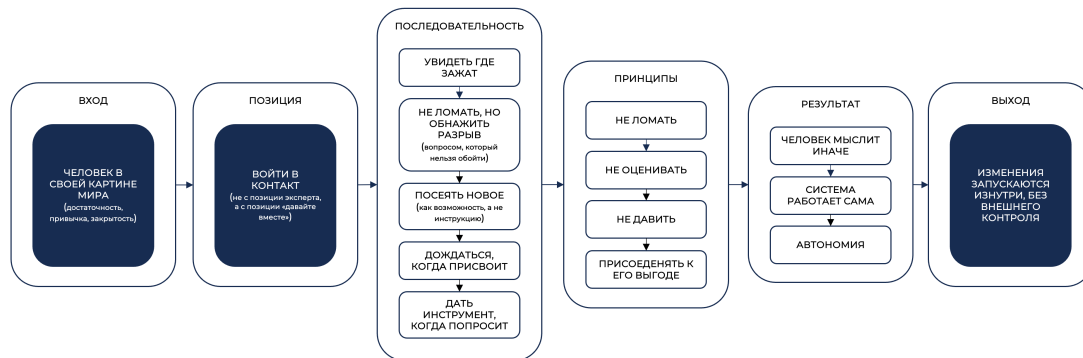 ВХОД
ЧЕЛОВЕК В
СВОЕЙ КАРТИНЕ
МИРА
(достаточность,
привычка, закрытость)
ПОЗИЦИЯ
ВОЙТИ В
КОНТАКТ
(не с позиции эксперта,
а с позиции «давайте
вместе»)
ПОСЛЕДОВАТЕЛЬНОСТЬ
УВИДЕТЬ ГДЕ
ЗАЖАТ
НЕ ЛОМАТЬ, НО
ОБНАЖИТЬ
РАЗРЫВ
(вопросом, который
нельзя обойти)
ПОСЕЯТЬ НОВОЕ
(как возможность, а не
инструкцию)
ДОЖДАТЬСЯ,
КОГДА ПРИСВОИТ
ДАТЬ
ИНСТРУМЕНТ,
КОГДА ПОПРОСИТ
ПРИНЦИПЫ
НЕ ЛОМАТЬ
НЕ ОЦЕНИВАТЬ
НЕ ДАВИТЬ
ПРИСОЕДЕНЯТЬ К
ЕГО ВЫГОДЕ
РЕЗУЛЬТАТ
ЧЕЛОВЕК МЫСЛИТ
ИНАЧЕ
СИСТЕМА
РАБОТАЕТ САМА
АВТОНОМИЯ
ВЫХОД
ИЗМЕНЕНИЯ
ЗАПУСКАЮТСЯ
ИЗНУТРИ, БЕЗ
ВНЕШНЕГО
КОНТРОЛЯ